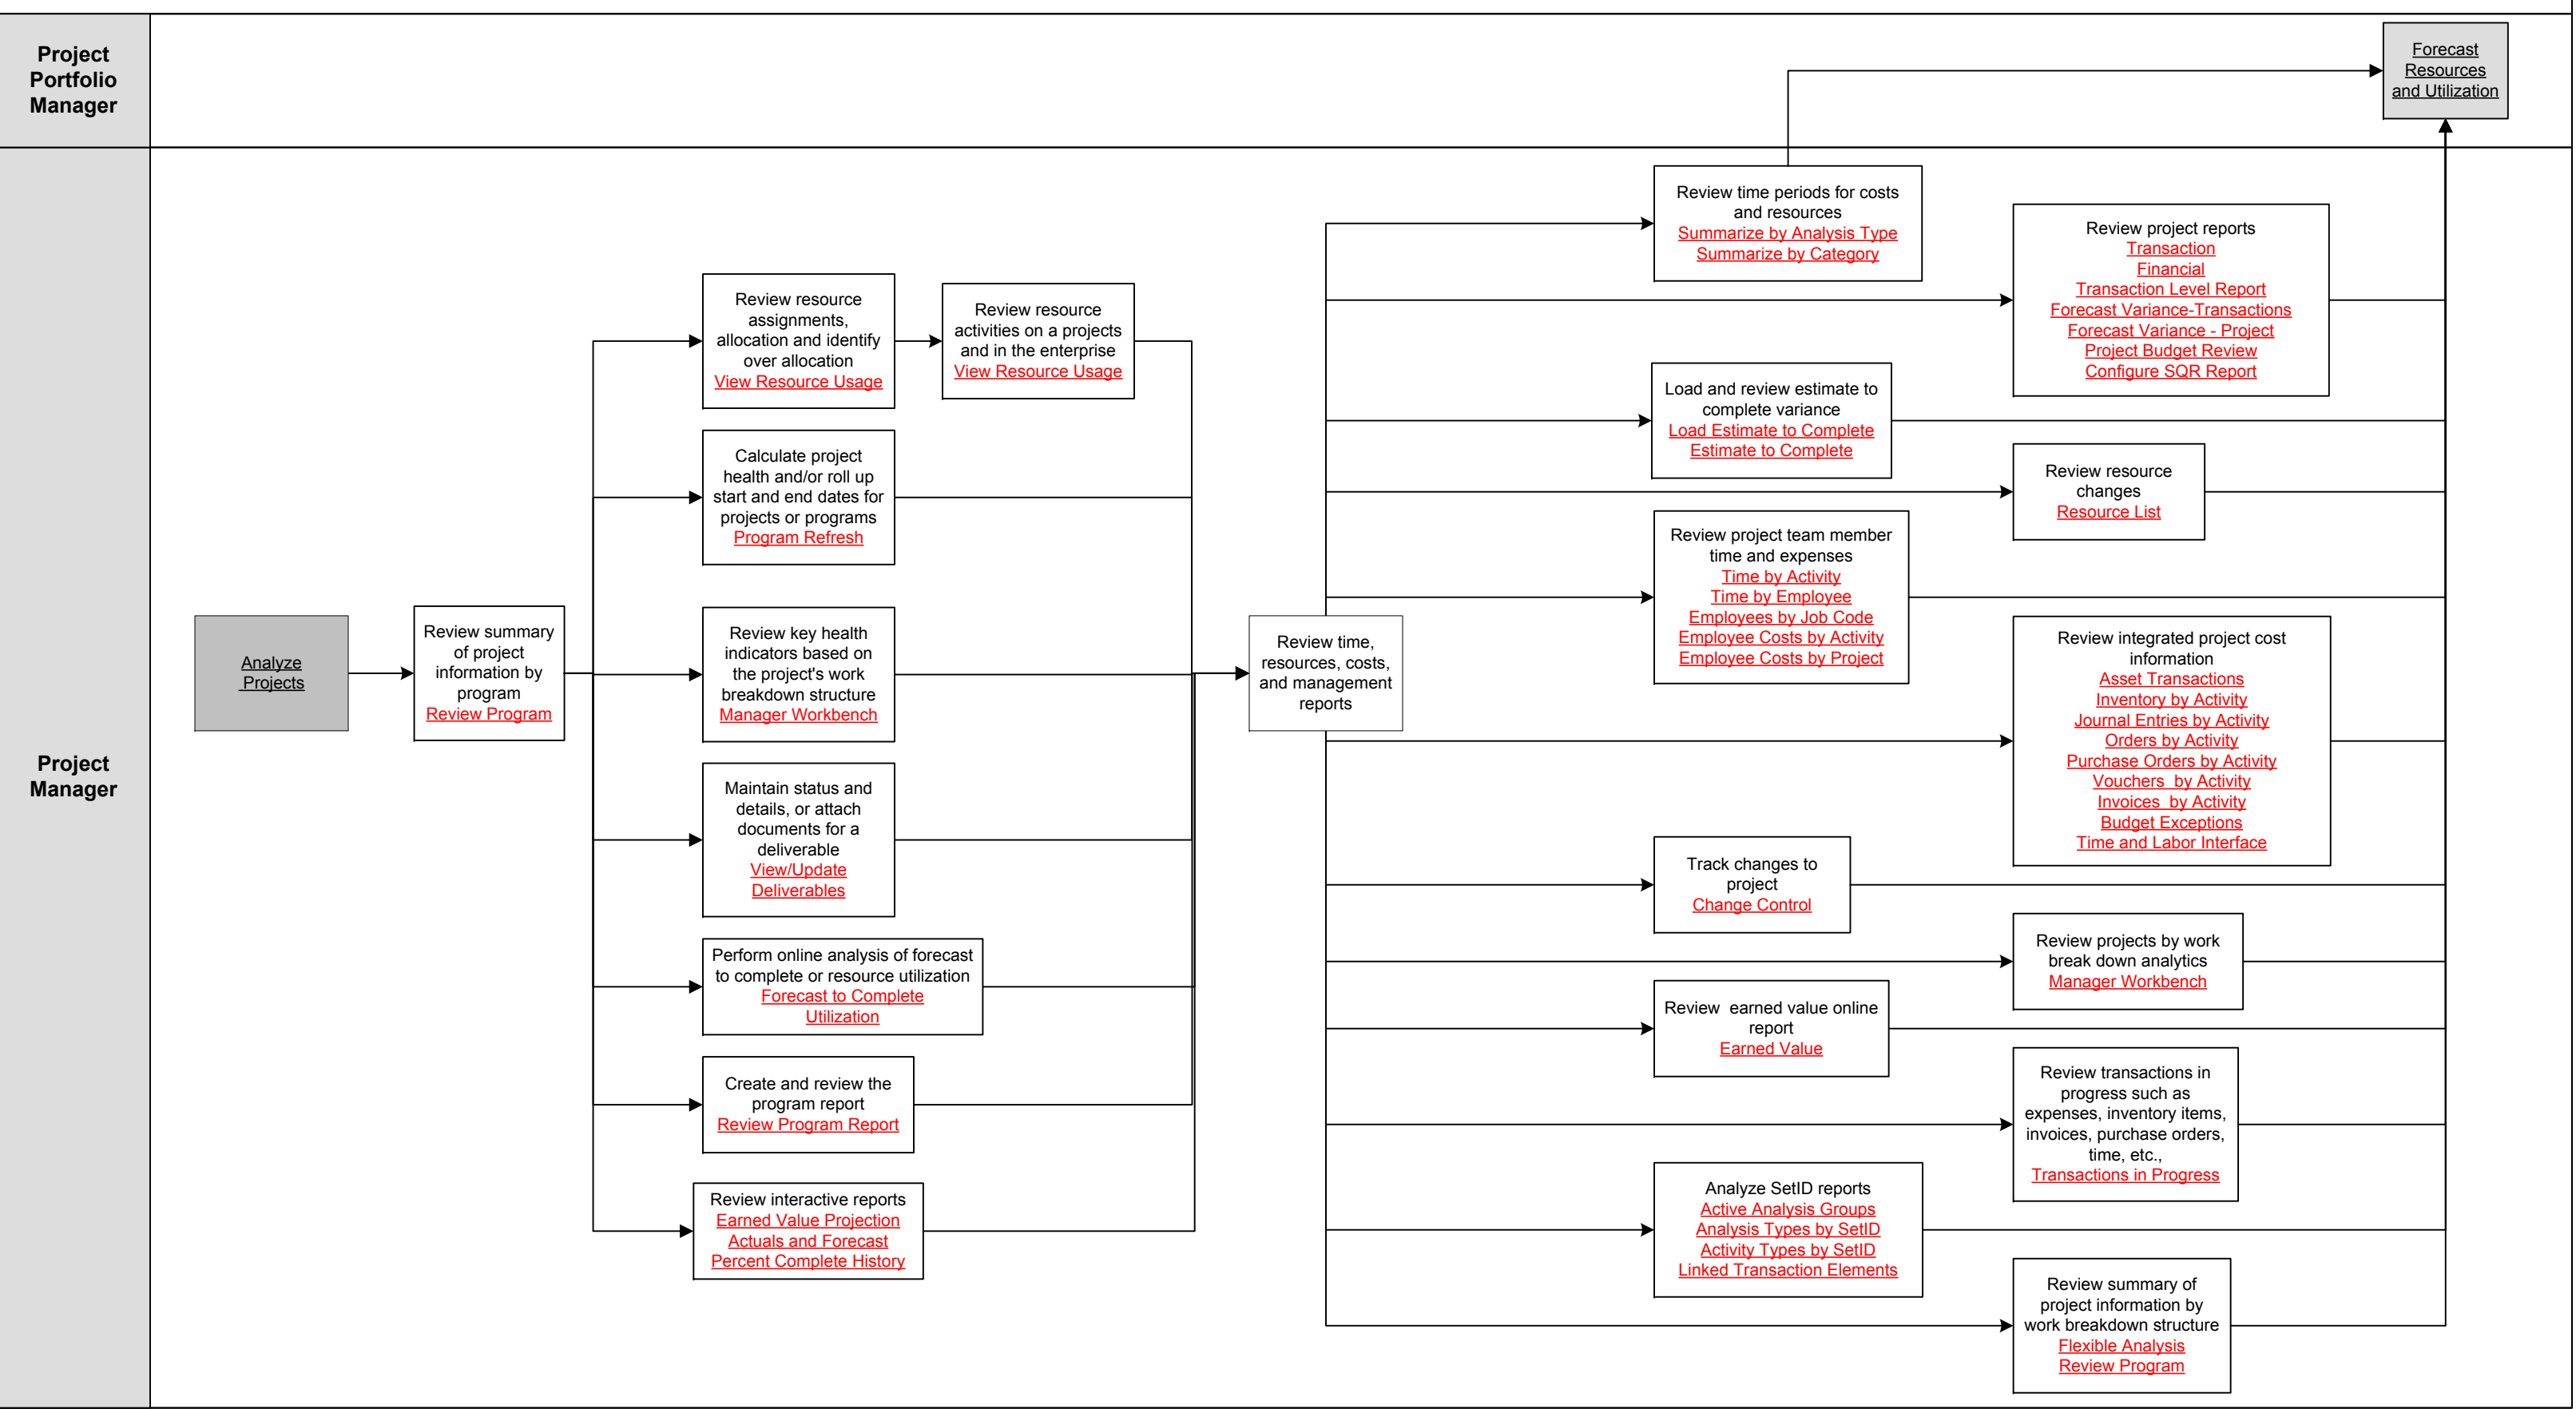 Project
Portfolio
Manager
Forecast
Resources
and Utilization
Project
Manager
Analyze
Projects
Review summary
of project
information by
program
Review Program
Review resource
assignments,
allocation and identify
over allocation
View Resource Usage
Review resource
activities on a projects
and in the enterprise
View Resource Usage
Calculate project
health and/or roll up
start and end dates for
projects or programs
Program Refresh
Review key health
indicators based on
the project's work
breakdown structure
Manager Workbench
Maintain status and
details, or attach
documents for a
deliverable
View/Update
Deliverables
Perform online analysis of forecast
to complete or resource utilization
Forecast to Complete
Utilization
Create and review the
program report
Review Program Report
Review interactive reports
Earned Value Projection
Actuals and Forecast
Percent Complete History
Review time,
resources, costs,
and management
reports
Review time periods for costs
and resources
Summarize by Analysis Type
Summarize by Category
Review project reports
Transaction
Financial
Transaction Level Report
Forecast Variance-Transactions
Forecast Variance - Project
Project Budget Review
Configure SQR Report
Load and review estimate to
complete variance
Load Estimate to Complete
Estimate to Complete
Review resource
changes
Resource List
Review project team member
time and expenses
Time by Activity
Time by Employee
Employees by Job Code
Employee Costs by Activity
Employee Costs by Project
Review integrated project cost
information
Asset Transactions
Inventory by Activity
Journal Entries by Activity
Orders by Activity
Purchase Orders by Activity
Vouchers  by Activity
Invoices  by Activity
Budget Exceptions
Time and Labor Interface
Track changes to
project
Change Control
Review projects by work
break down analytics
Manager Workbench
Review  earned value online
report
Earned Value
Review transactions in
progress such as
expenses, inventory items,
invoices, purchase orders,
time, etc.,
Transactions in Progress
Analyze SetID reports
Active Analysis Groups
Analysis Types by SetID
Activity Types by SetID
Linked Transaction Elements
Review summary of
project information by
work breakdown structure
Flexible Analysis
Review Program